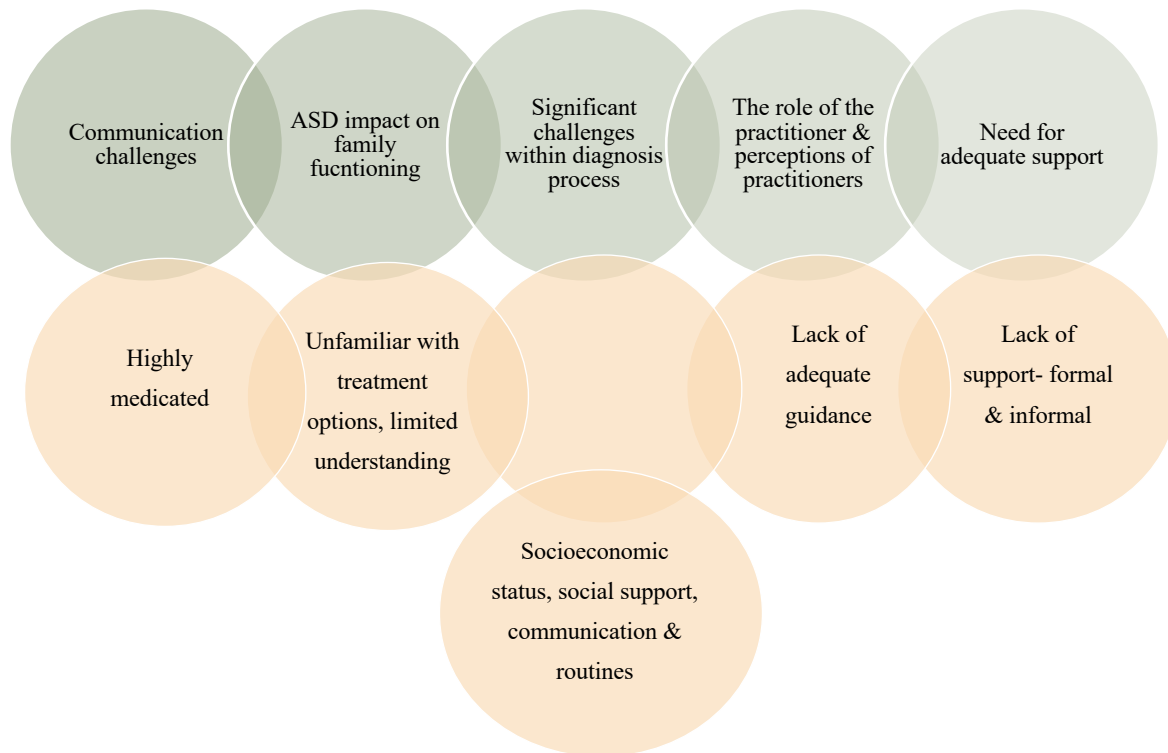 Communication
challenges
ASD impact on
family
fucntioning
Significant
challenges
within diagnosis
process
The role of the
practitioner &
perceptions of
practitioners
Need for
adequate support
Highly
medicated
Unfamiliar with
treatment
options, limited
understanding
Lack of
adequate
guidance
Lack of
support- formal
& informal
Socioeconomic
status, social support,
communication &
routines